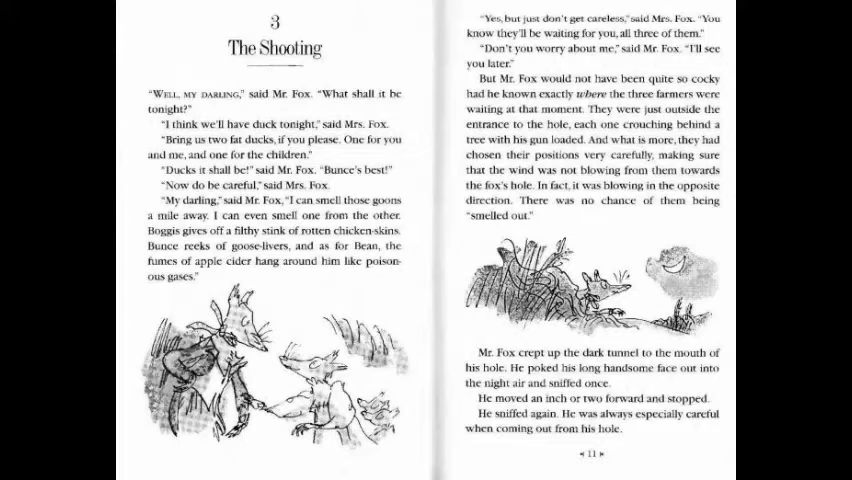 3
The Shooting
"WELL, MY DARLING," said Mr. Fox. "What shall it be
tonight?"
"I think we'll have duck tonight," said Mrs. Fox.
"Bring us two fat ducks, if you please. One for you
and me, and one for the children."
"Ducks it shall be!" said Mr. Fox. "Bunce's best!"
"Now do be careful," said Mrs. Fox.
"My darling," said Mr. Fox, "I can smell those goons
a mile away. I can even smell one from the other.
Boggis gives off a filthy stink of rotten chicken-skins.
Bunce reeks of goose-livers, and as for Bean, the
fumes of apple cider hang around him like poison-
ous gases."
"Yes, but just don't get careless," said Mrs. Fox. "You
know they'll be waiting for you, all three of them."
"Don't you worry about me," said Mr. Fox. "I'll see
you later."
But Mr. Fox would not have been quite so cocky
had he known exactly where the three farmers were
waiting at that moment. They were just outside the
entrance to the hole, each one crouching behind a
tree with his gun loaded. And what is more, they had
chosen their positions very carefully, making sure
that the wind was not blowing from them towards
the fox's hole. In fact, it was blowing in the opposite
direction. There was no chance of them being
"smelled out."
Mr. Fox crept up the dark tunnel to the mouth of
his hole. He poked his long handsome face out into
the night air and sniffed once.
He moved an inch or two forward and stopped.
He sniffed again. He was always especially careful
when coming out from his hole.
11